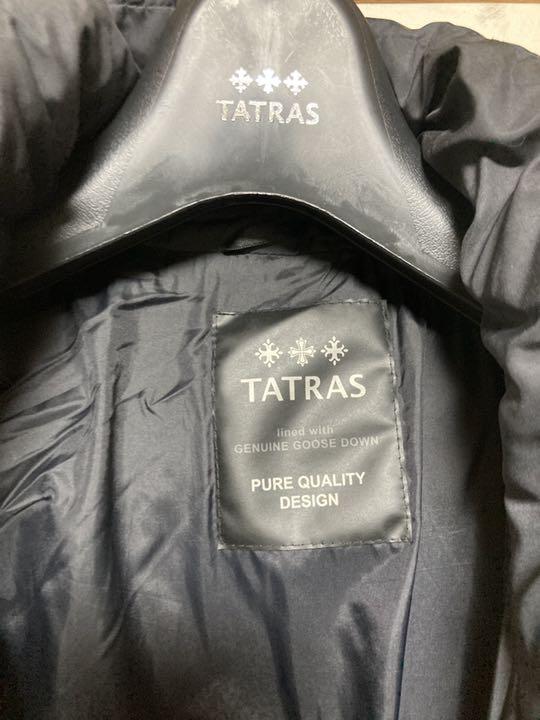 TATRAS
TATRAS
lined with
GENUINE GOOSE DOWN
PURE QUALITY
DESIGN